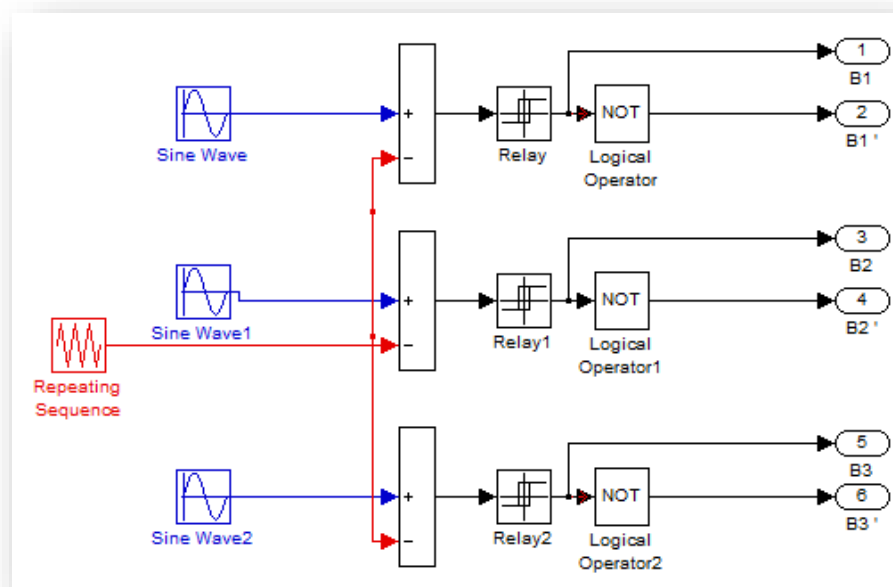 1
B1
+
Sine Wave
−
Relay
NOT
Logical
Operator
2
B1 '
3
B2
+
Sine Wave1
−
Relay1
NOT
Logical
Operator1
4
B2 '
Repeating
Sequence
5
B3
+
Sine Wave2
−
Relay2
NOT
Logical
Operator2
6
B3 '